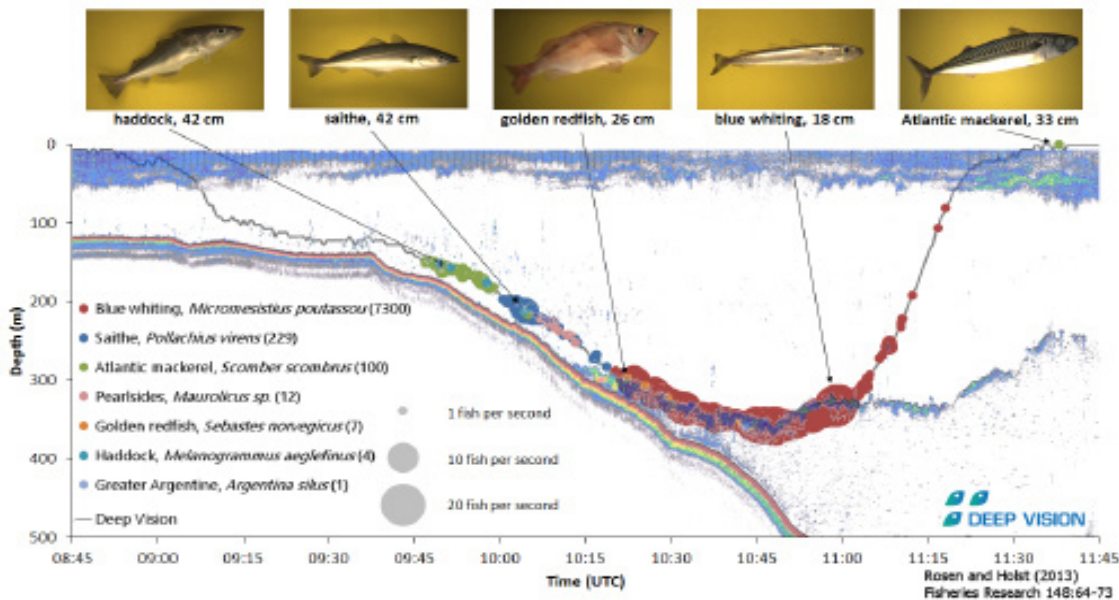 haddock, 42 cm
saithe, 42 cm
golden redfish, 26 cm
blue whiting, 18 cm
Atlantic mackerel, 33 cm
0
100
200
300
400
500
Depth (m)
Blue whiting, Micromesistius poutassou (7300)
Saithe, Pollachius virens (229)
Atlantic mackerel, Scomber scombrus (100)
Pearlsides, Maurolicus sp. (12)
Golden redfish, Sebastes norvegicus (7)
Haddock, Melanogrammus aeglefinus (4)
Greater Argentine, Argentina silus (1)
Deep Vision
1 fish per second
10 fish per second
20 fish per second
DEEP VISION
08:45 09:00 09:15 09:30 09:45 10:00 10:15 10:30 10:45 11:00 11:15 11:30 11:45
Time (UTC)
Rosen and Holst (2013)
Fisheries Research 148:64-73